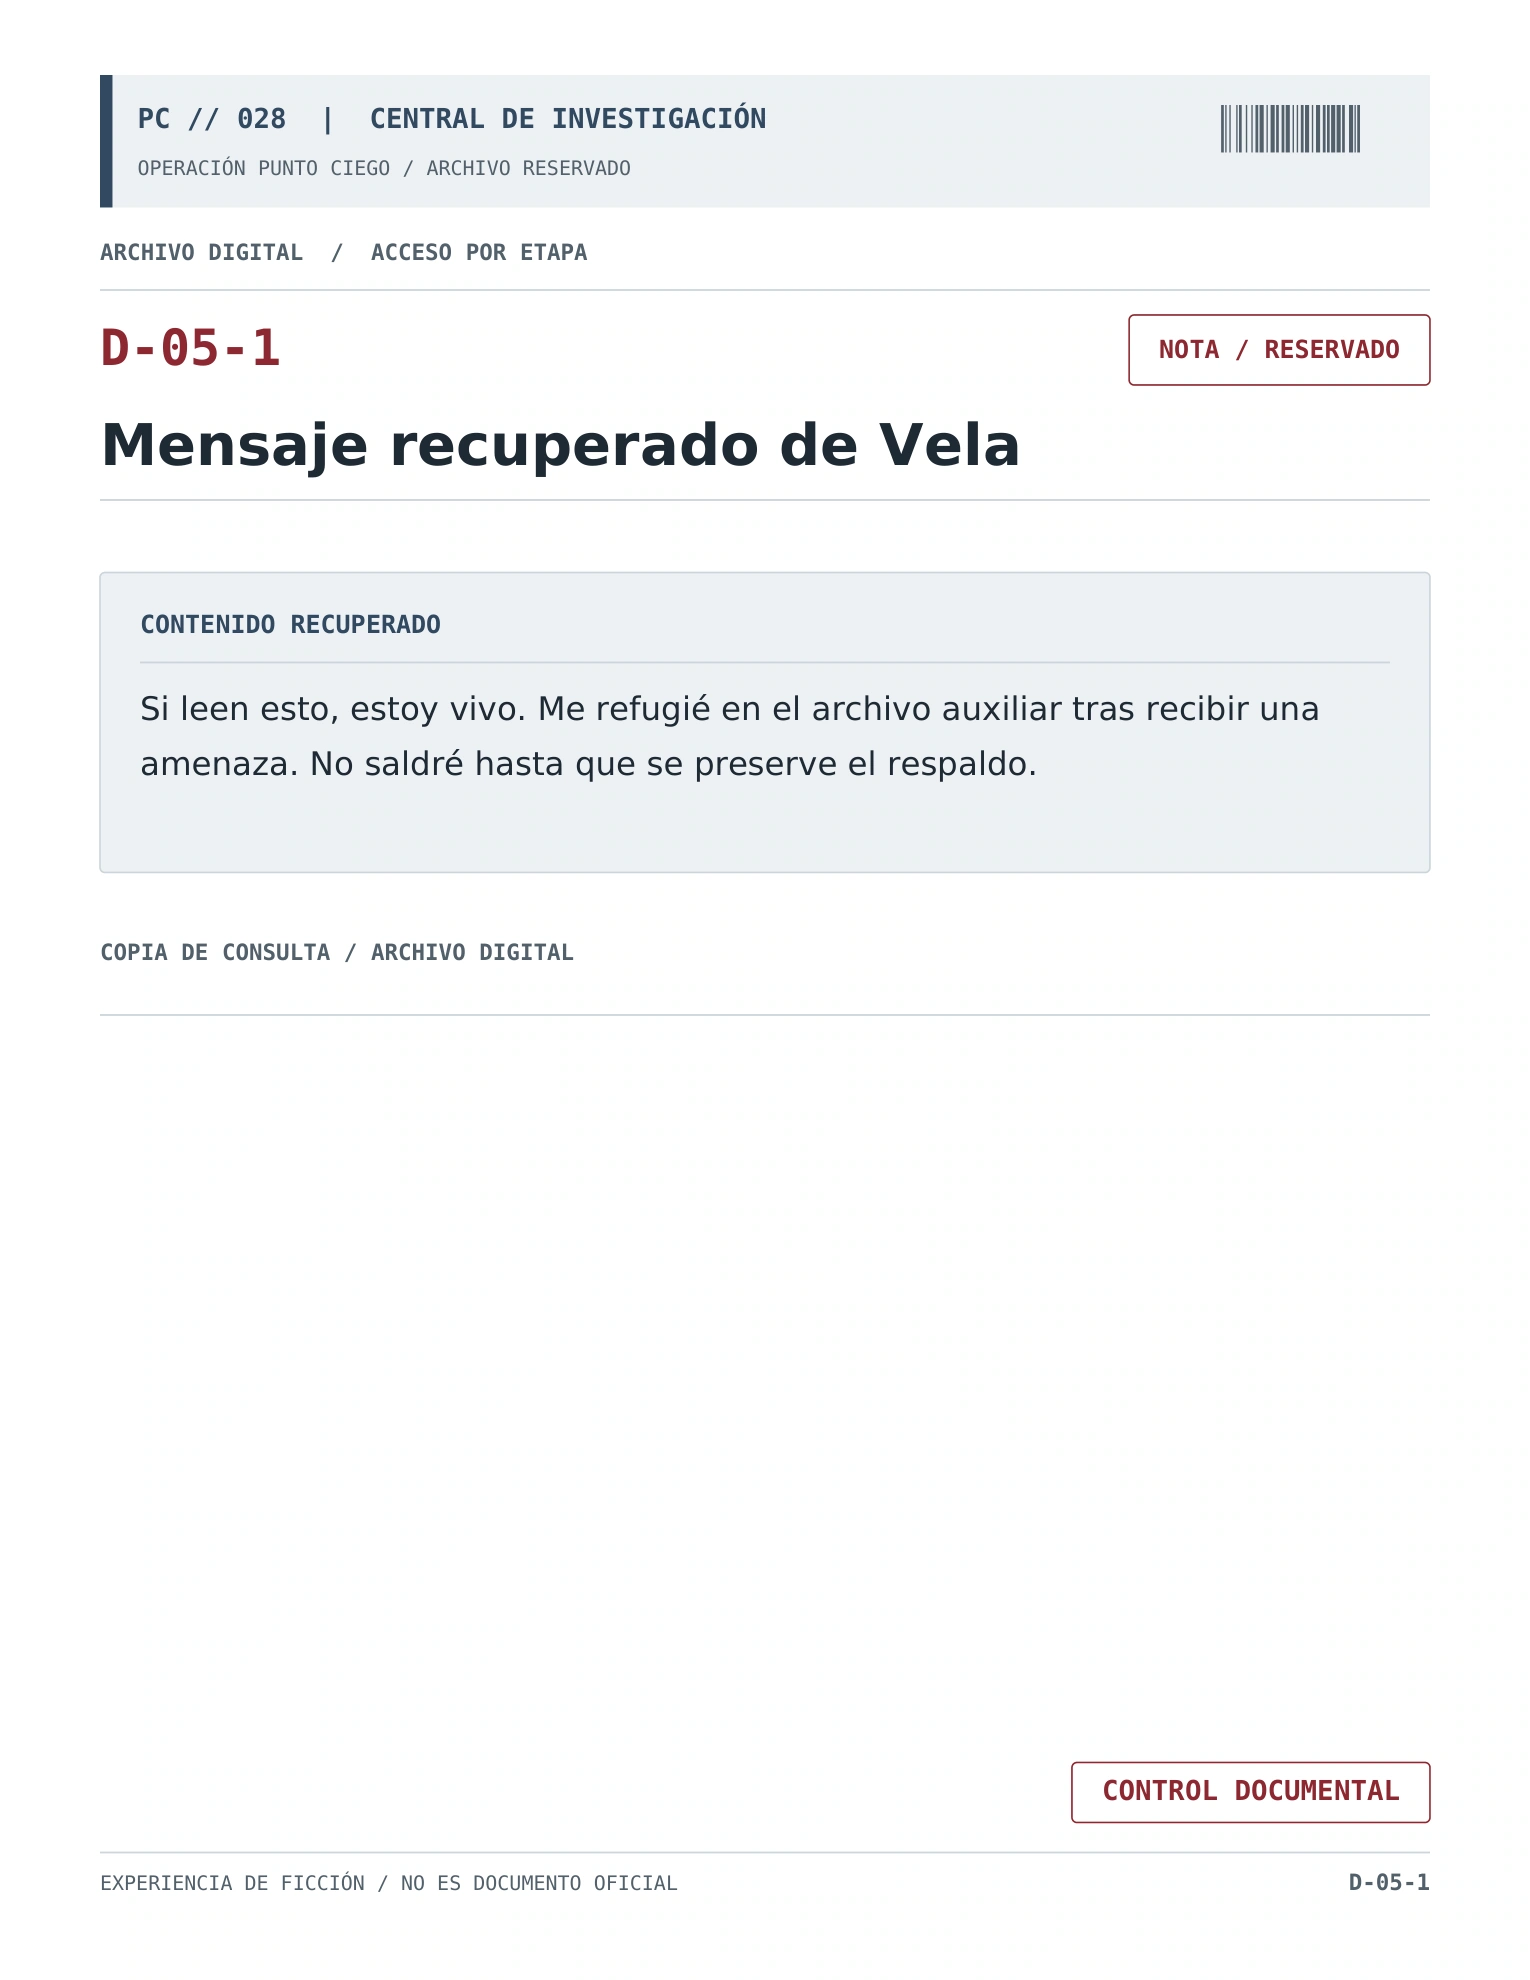 PC // 028 | CENTRAL DE INVESTIGACIÓN
OPERACIÓN PUNTO CIEGO / ARCHIVO RESERVADO
ARCHIVO DIGITAL / ACCESO POR ETAPA
D-05-1
NOTA / RESERVADO
Mensaje recuperado de Vela
CONTENIDO RECUPERADO
Si leen esto, estoy vivo. Me refugié en el archivo auxiliar tras recibir una
amenaza. No saldré hasta que se preserve el respaldo.
COPIA DE CONSULTA / ARCHIVO DIGITAL
CONTROL DOCUMENTAL
EXPERIENCIA DE FICCIÓN / NO ES DOCUMENTO OFICIAL
D-05-1